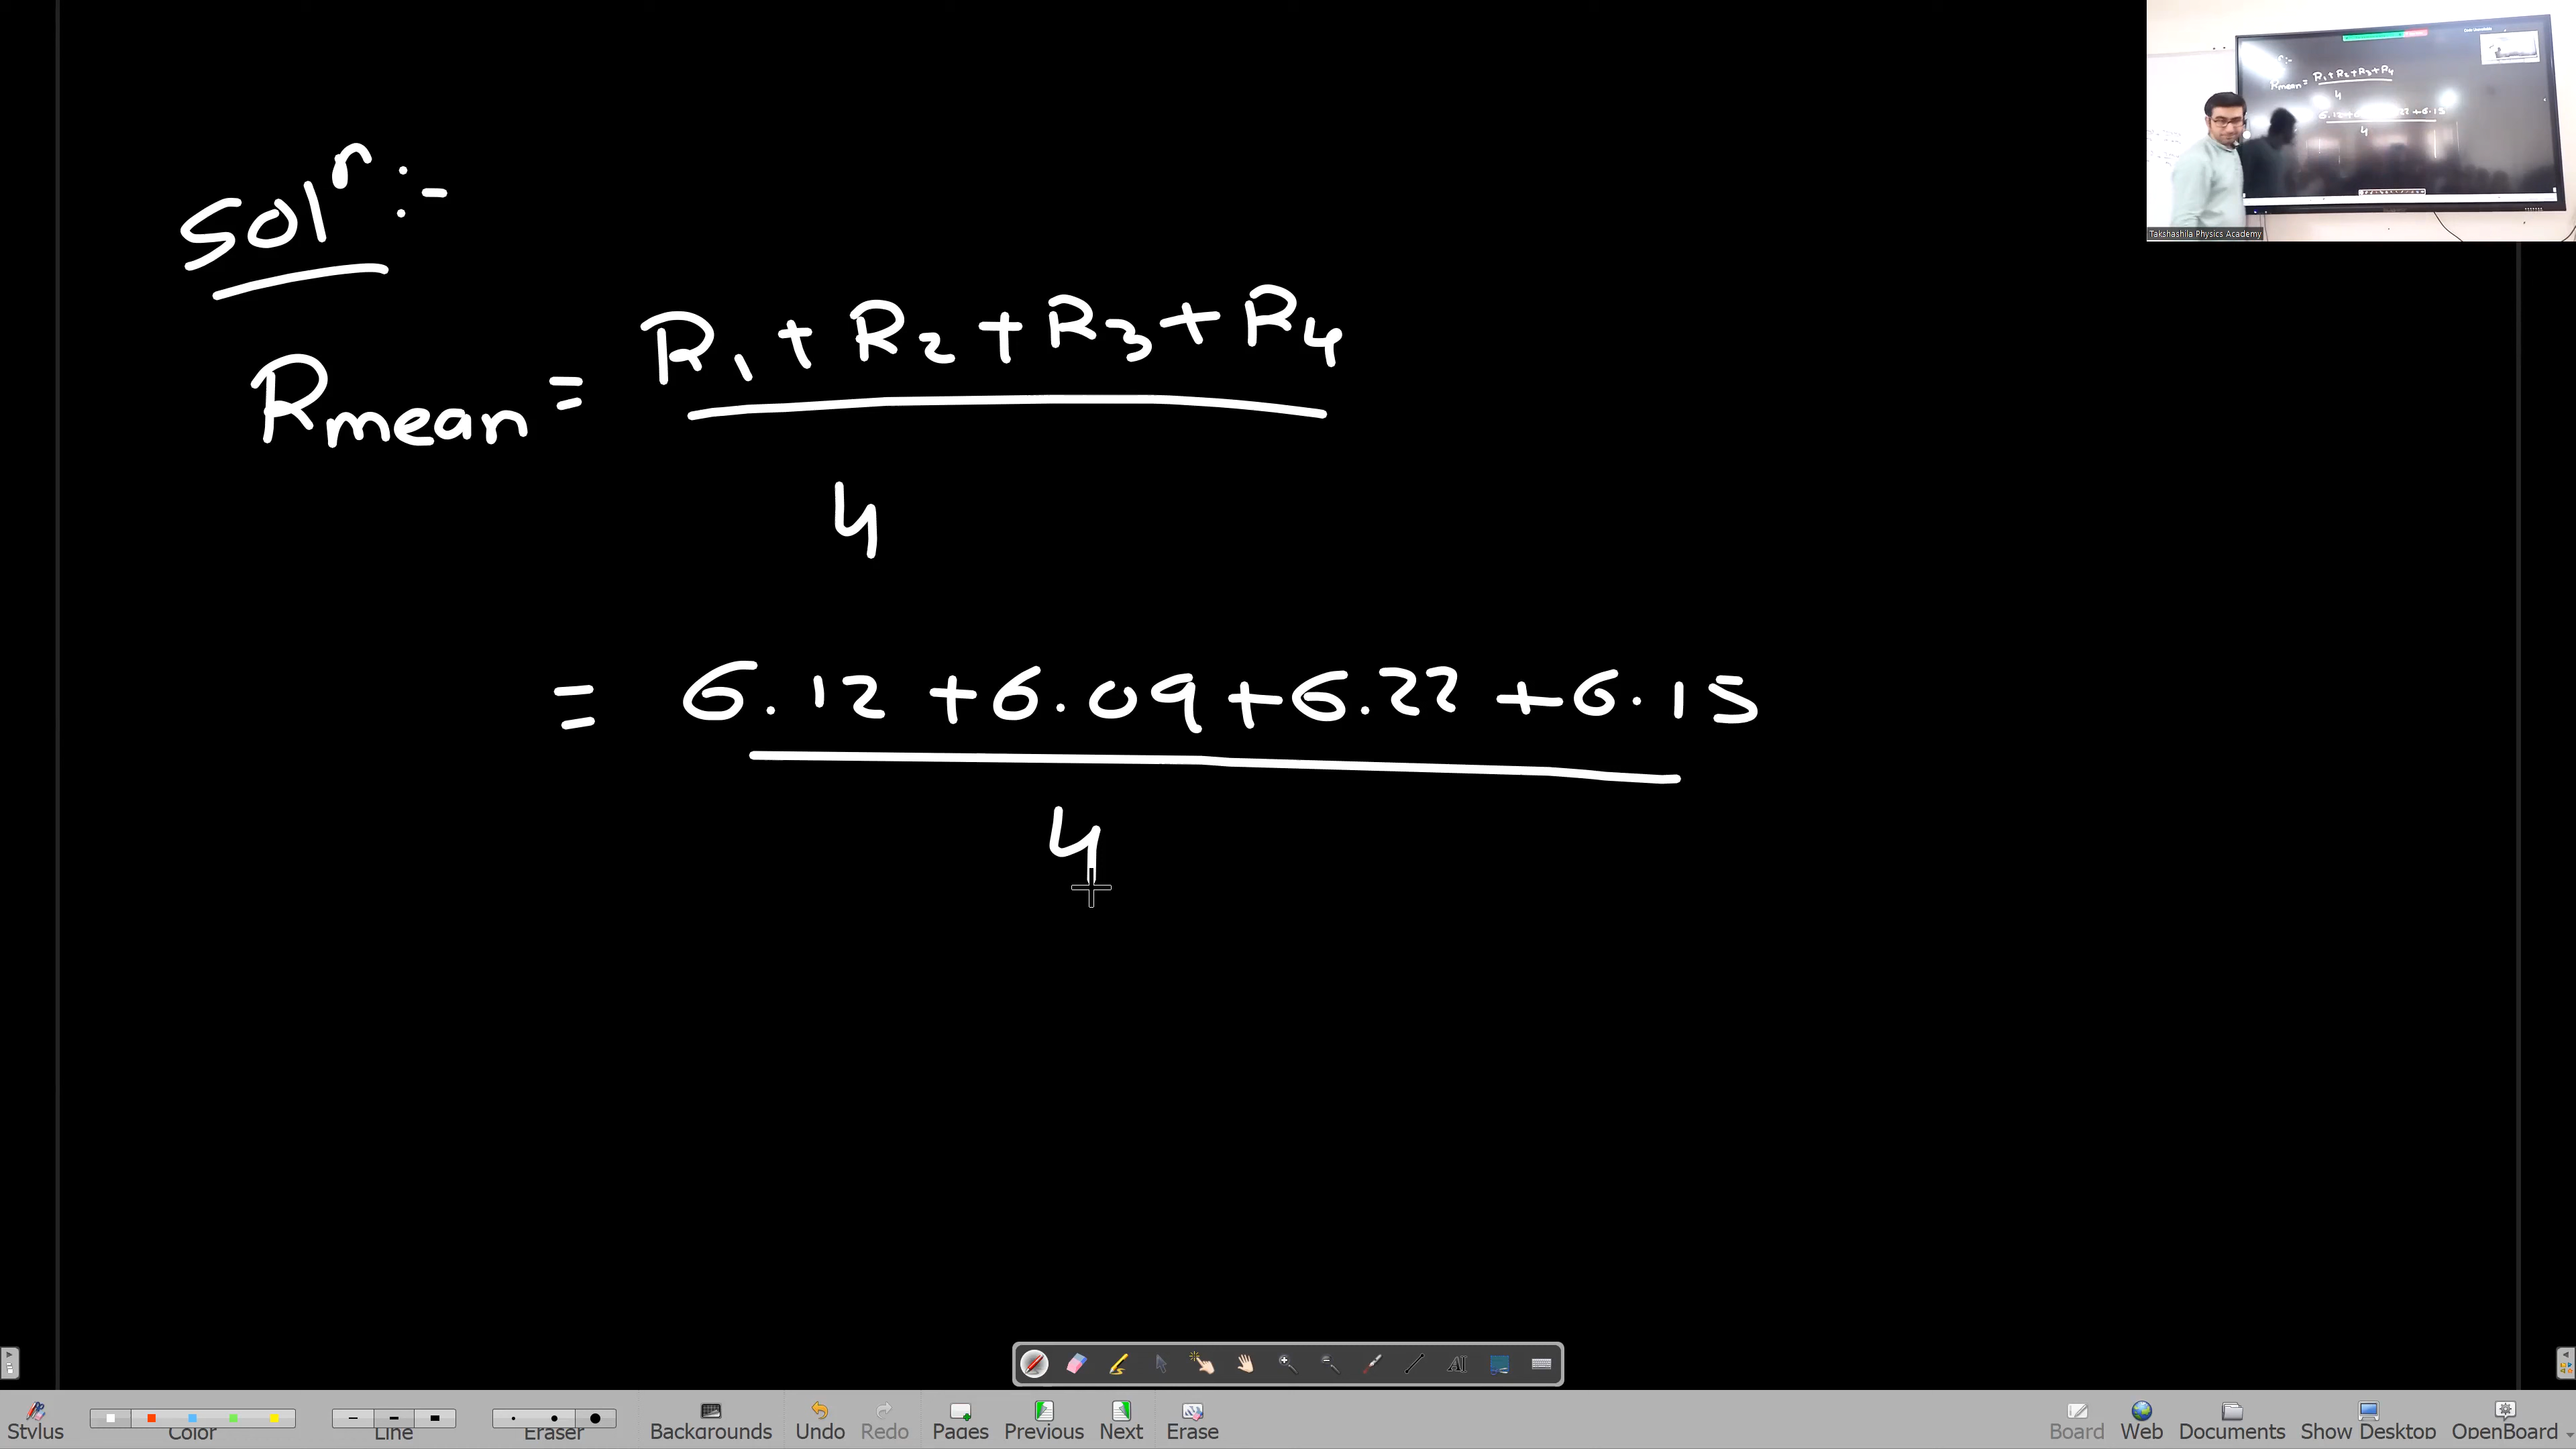 Solⁿ :-
Rmean = R1 + R2 + R3 + R4
4
= 6.12 + 6.09 + 6.22 + 6.15
4
Takshashila Physics Academy
Stylus Color Line Eraser Backgrounds Undo Redo Pages Previous Next Erase Board Web Documents Show Desktop OpenBoard